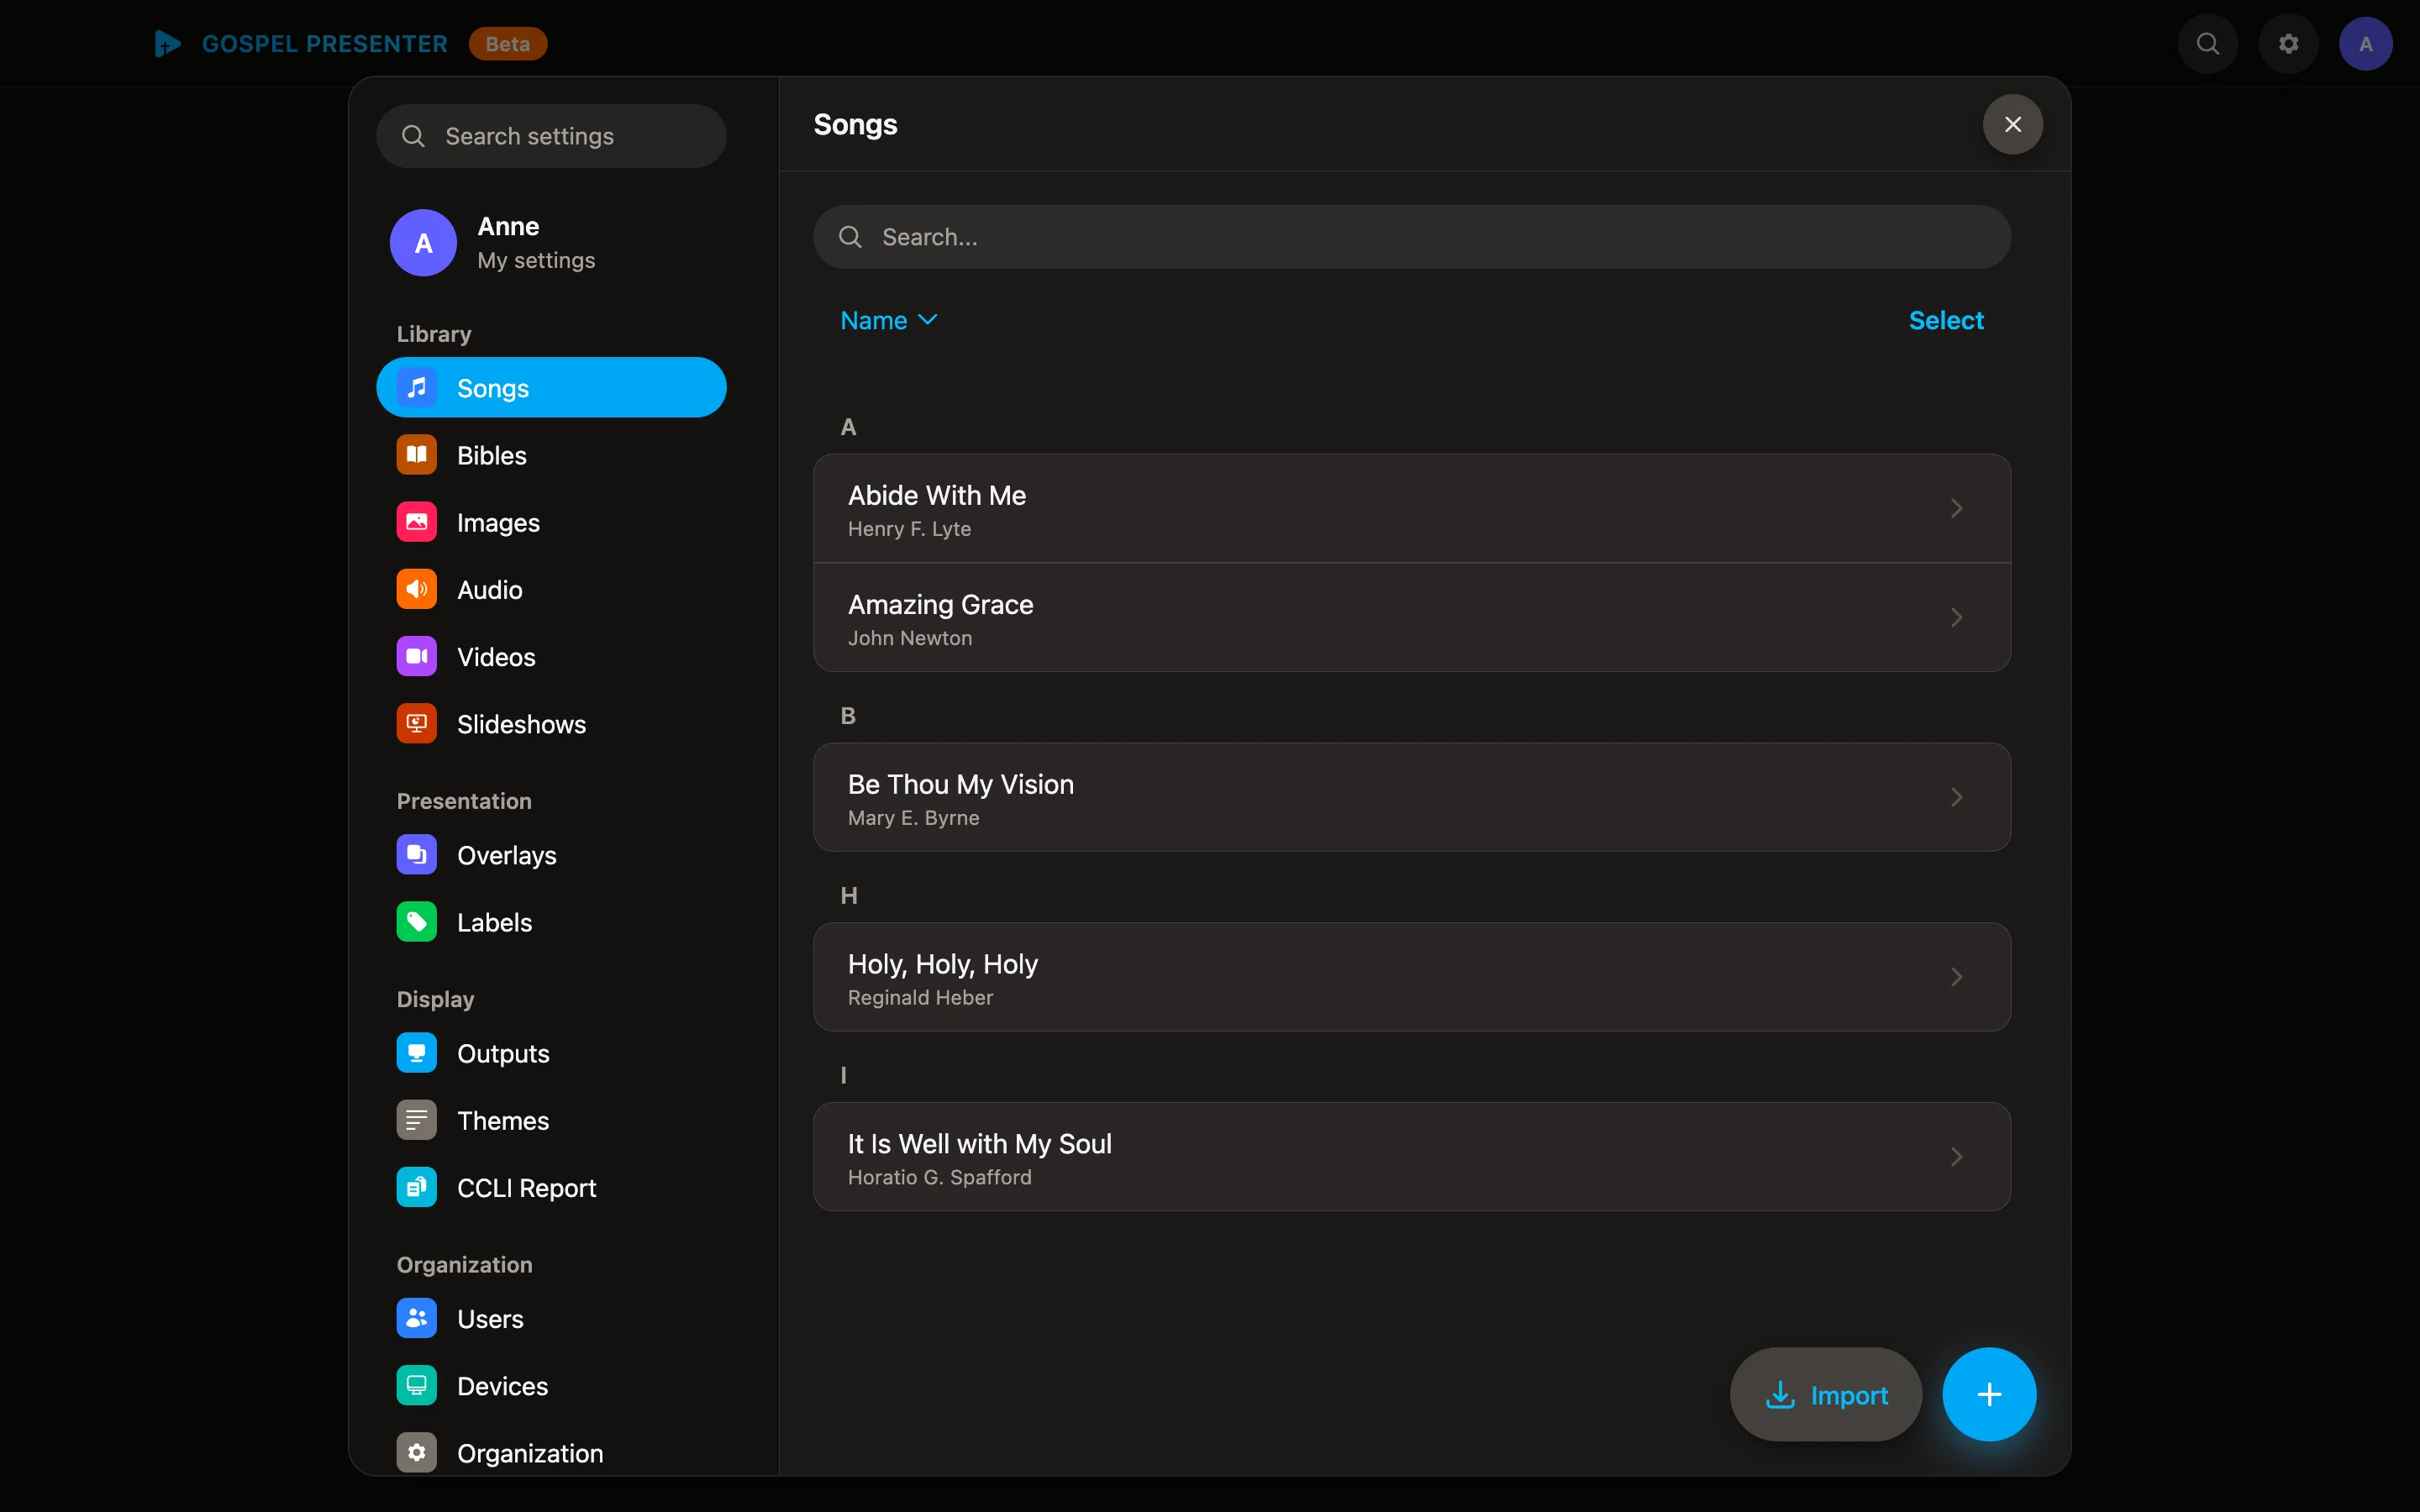 GOSPEL PRESENTER Beta
A
Search settings
A
Anne
My settings
Library
Songs
Bibles
Images
Audio
Videos
Slideshows
Presentation
Overlays
Labels
Display
Outputs
Themes
CCLI Report
Organization
Users
Devices
Organization
Songs
Search...
Name
Select
A
Abide With Me
Henry F. Lyte
Amazing Grace
John Newton
B
Be Thou My Vision
Mary E. Byrne
H
Holy, Holy, Holy
Reginald Heber
I
It Is Well with My Soul
Horatio G. Spafford
Import